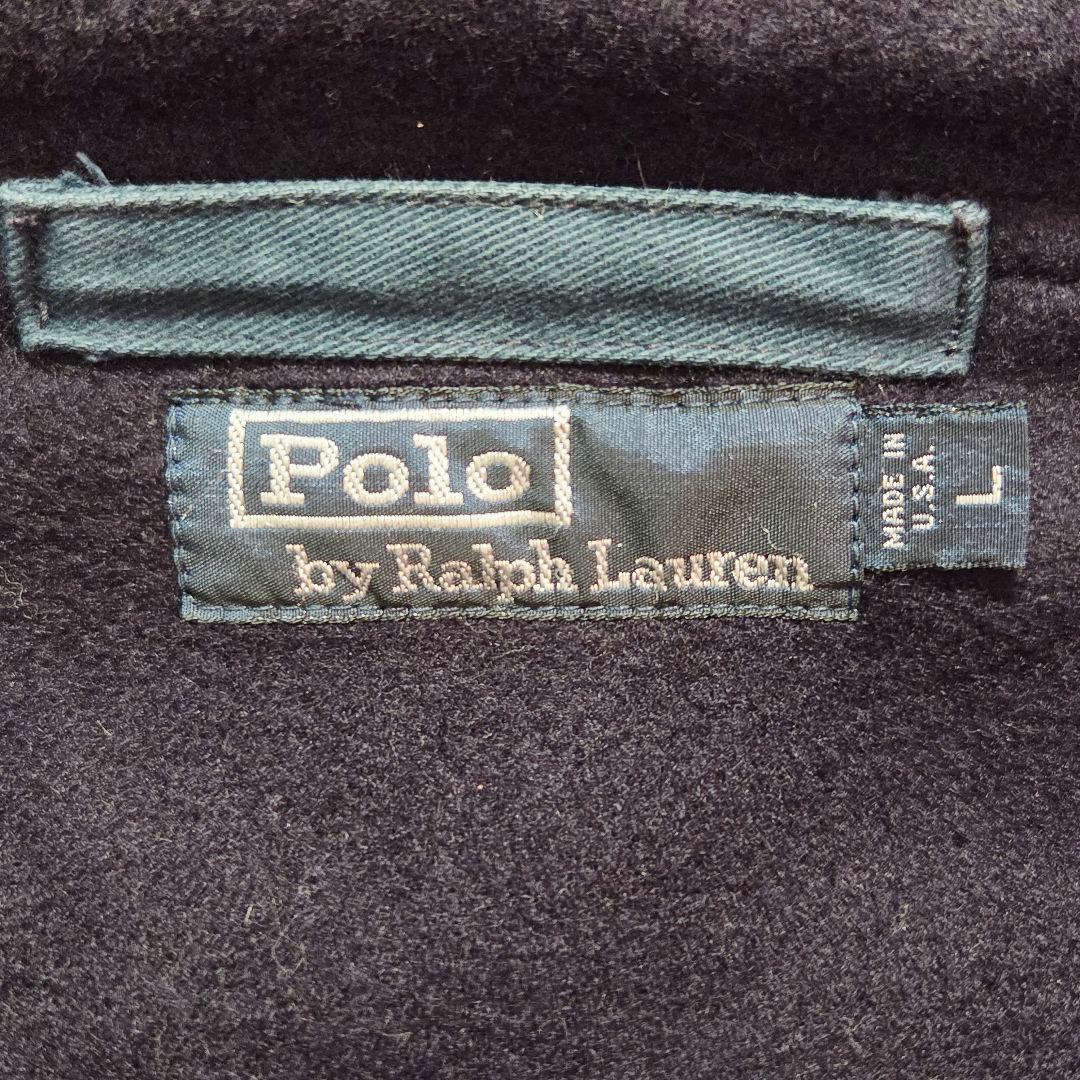 Polo
by Ralph Lauren
MADE IN
U.S.A.
L